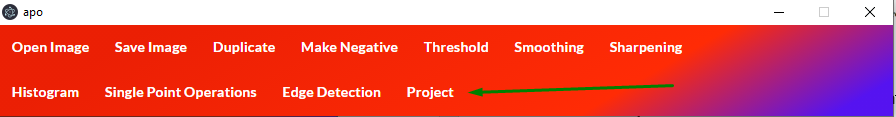 apo
Open Image Save Image Duplicate Make Negative Threshold Smoothing Sharpening
Histogram Single Point Operations Edge Detection Project